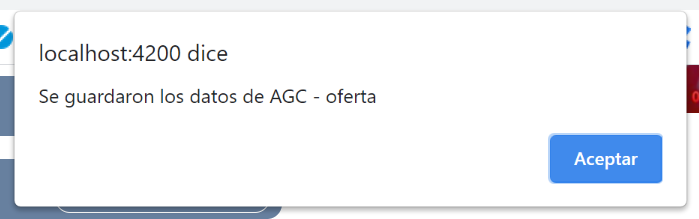 localhost:4200 dice
Se guardaron los datos de AGC - oferta
Aceptar